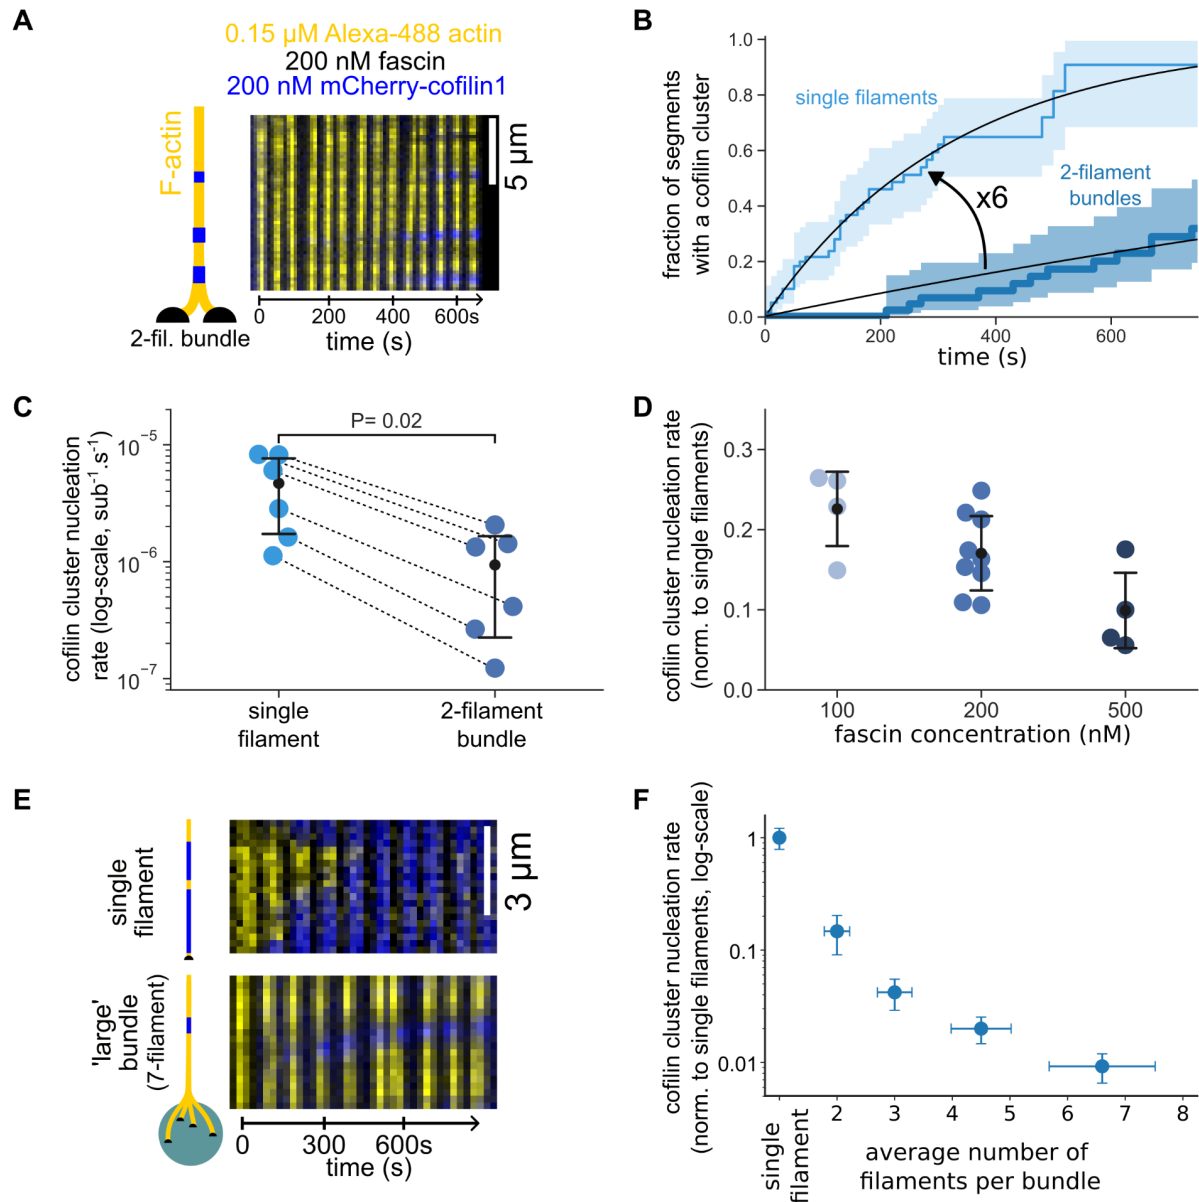 A
0.15 µM Alexa-488 actin
200 nM fascin
200 nM mCherry-cofilin1
F-actin
5 µm
2-fil. bundle
0 200 400 600s
time (s)
B
fraction of segments
with a cofilin cluster
1.0
0.8
0.6
0.4
0.2
0.0
single filaments
2-filament
bundles
x6
0 200 400 600
time (s)
C
cofilin cluster nucleation
rate (log-scale, sub⁻¹.s⁻¹)
P= 0.02
10⁻⁵
10⁻⁶
10⁻⁷
single
filament
2-filament
bundle
D
cofilin cluster nucleation rate
(norm. to single filaments)
0.3
0.2
0.1
0.0
100 200 500
fascin concentration (nM)
E
single
filament
3 µm
'large'
bundle
(7-filament)
0 300 600s
time (s)
F
cofilin cluster nucleation rate
(norm. to single filaments, log-scale)
1
0.1
0.01
single
filament
2 3 4 5 6 7 8
average number of
filaments per bundle